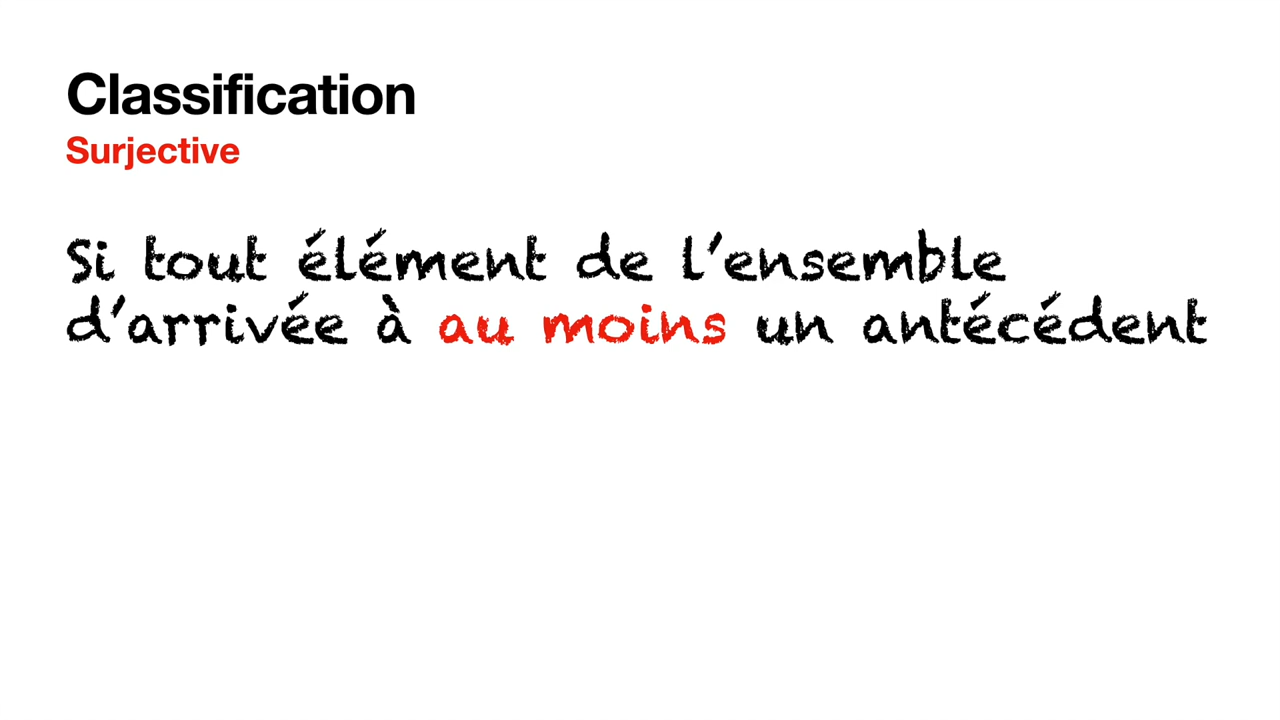 Classification
Surjective
Si tout élément de l’ensemble
d’arrivée à au moins un antécédent